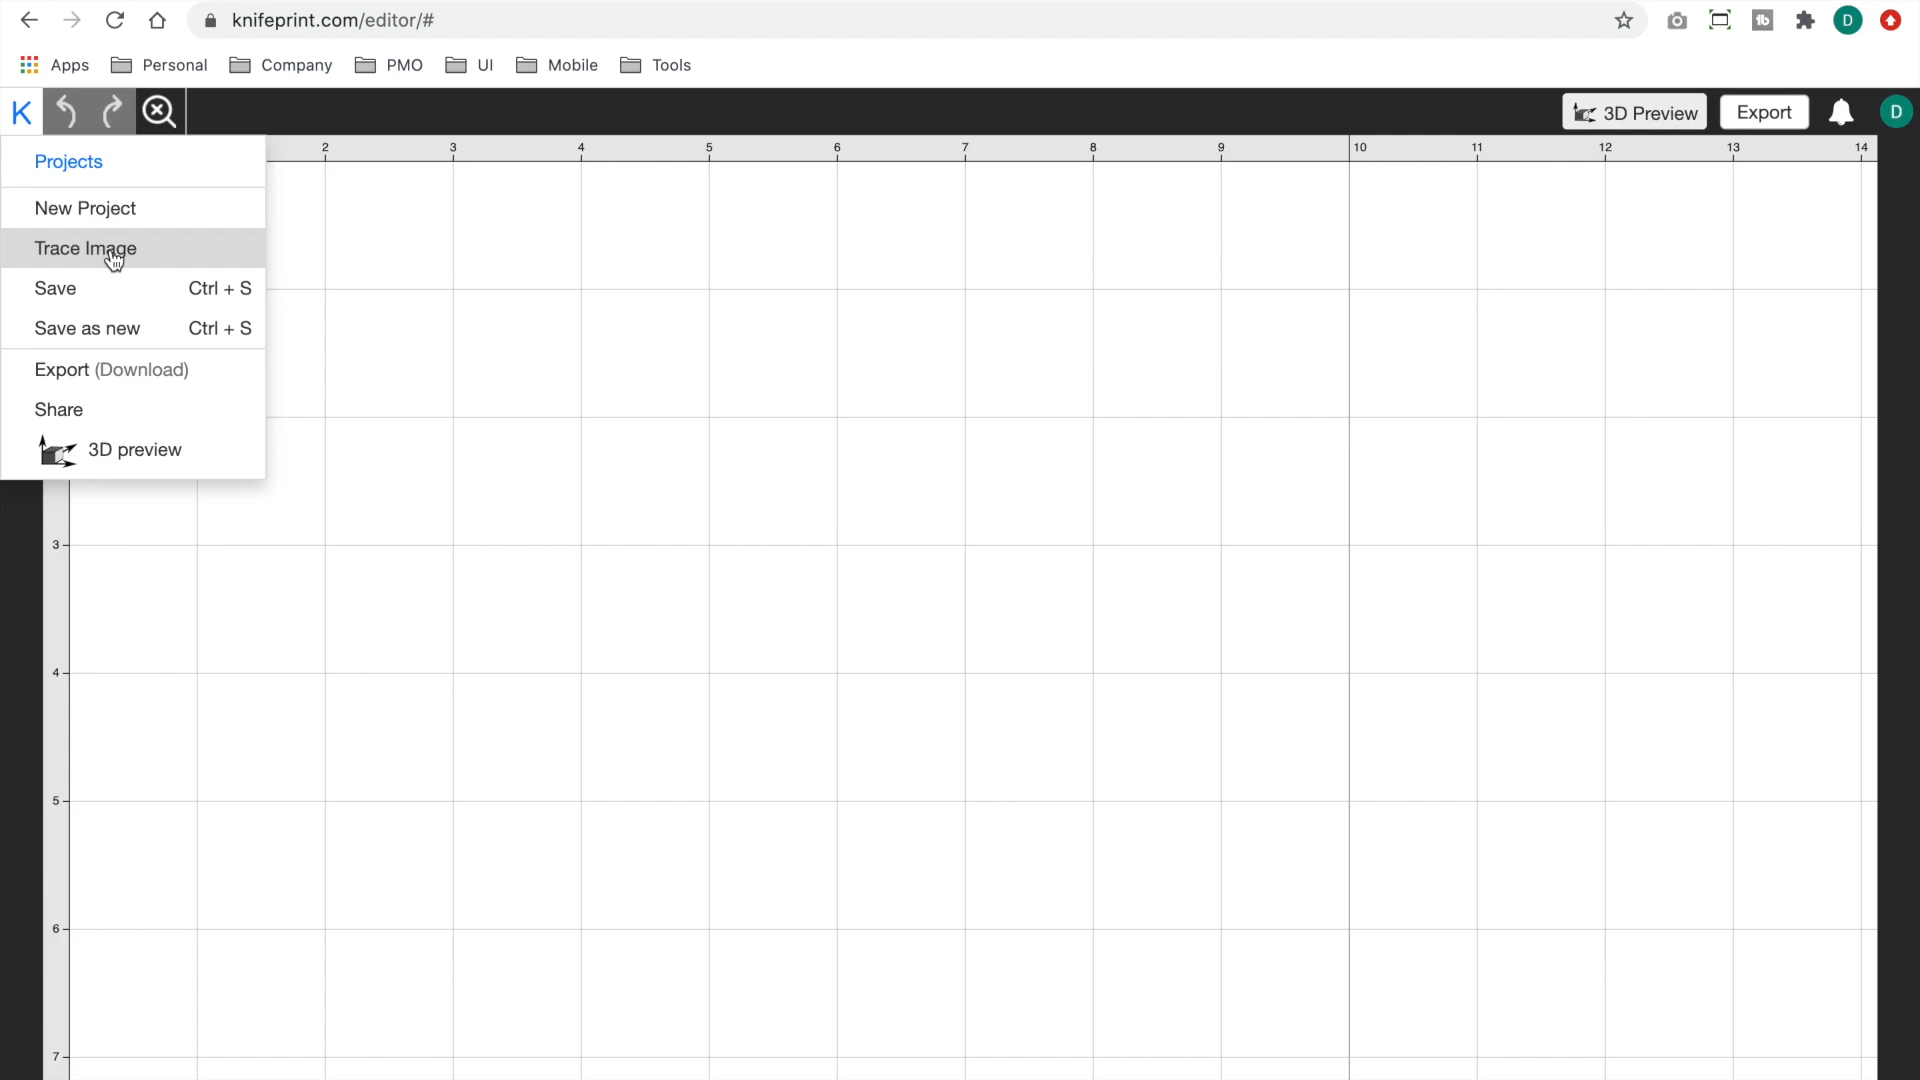 knifeprint.com/editor/#
D
Apps Personal Company PMO UI Mobile Tools
K
3D Preview
Export
D
Projects
New Project
Trace Image
Save Ctrl + S
Save as new Ctrl + S
Export (Download)
Share
3D preview
2 3 4 5 6 7 8 9 10 11 12 13 14
3
4
5
6
7